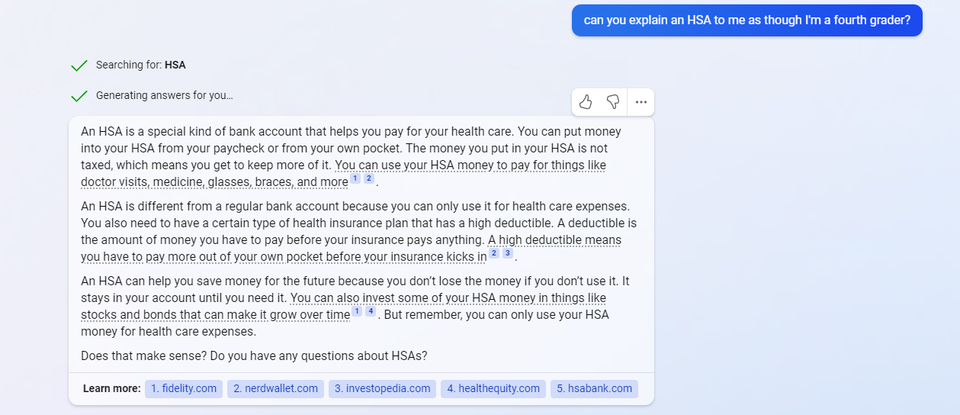 can you explain an HSA to me as though I'm a fourth grader?
Searching for: HSA
Generating answers for you...
An HSA is a special kind of bank account that helps you pay for your health care. You can put money
into your HSA from your paycheck or from your own pocket. The money you put in your HSA is not
taxed, which means you get to keep more of it. You can use your HSA money to pay for things like
doctor visits, medicine, glasses, braces, and more 1 2 .
An HSA is different from a regular bank account because you can only use it for health care expenses.
You also need to have a certain type of health insurance plan that has a high deductible. A deductible is
the amount of money you have to pay before your insurance pays anything. A high deductible means
you have to pay more out of your own pocket before your insurance kicks in 2 3 .
An HSA can help you save money for the future because you don't lose the money if you don't use it. It
stays in your account until you need it. You can also invest some of your HSA money in things like
stocks and bonds that can make it grow over time 1 4 . But remember, you can only use your HSA
money for health care expenses.
Does that make sense? Do you have any questions about HSAs?
Learn more: 1. fidelity.com 2. nerdwallet.com 3. investopedia.com 4. healthequity.com 5. hsabank.com